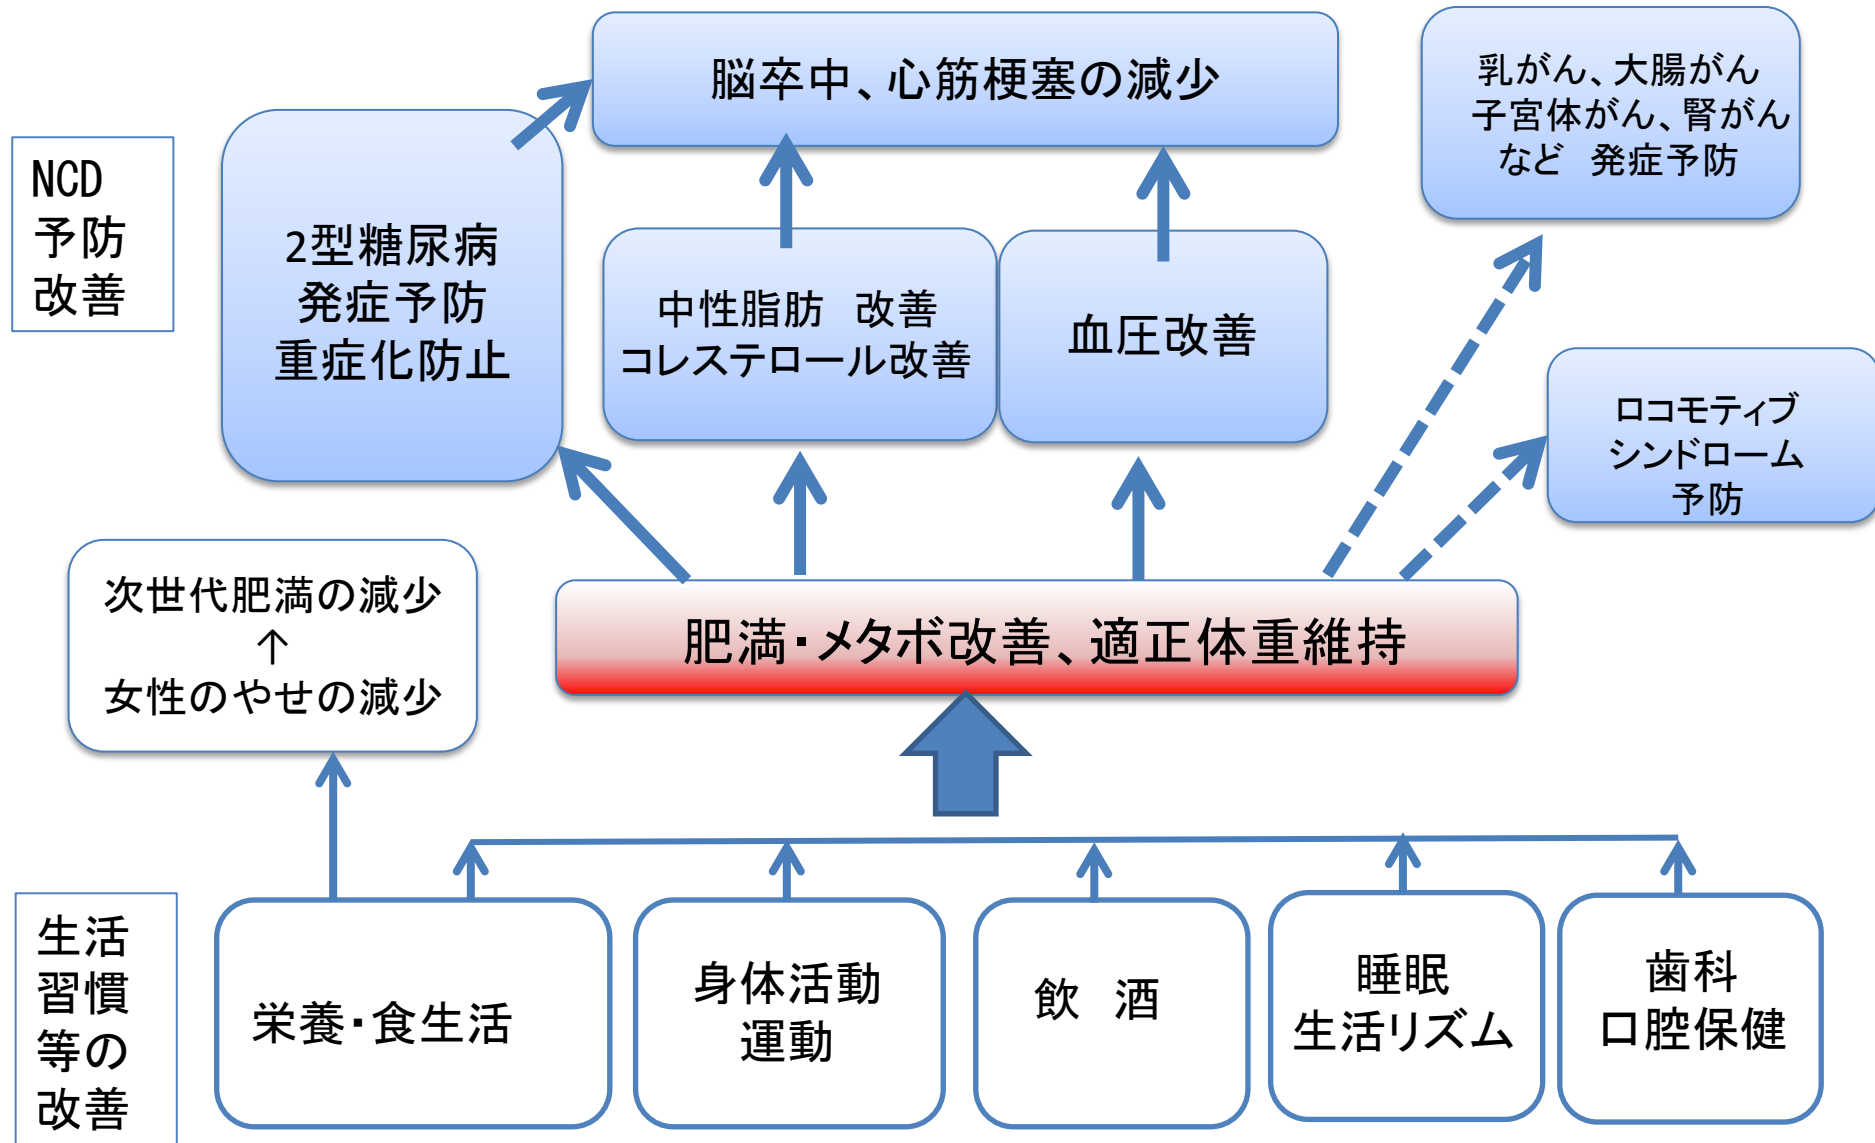 脳卒中、心筋梗塞の減少
乳がん、大腸がん
子宮体がん、腎がん
など　発症予防
NCD
予防
改善
2型糖尿病
発症予防
重症化防止
中性脂肪　改善
コレステロール改善
血圧改善
ロコモティブ
シンドローム
予防
次世代肥満の減少
↑
女性のやせの減少
肥満・メタボ改善、適正体重維持
生活
習慣
等の
改善
栄養・食生活
身体活動
運動
飲　酒
睡眠
生活リズム
歯科
口腔保健